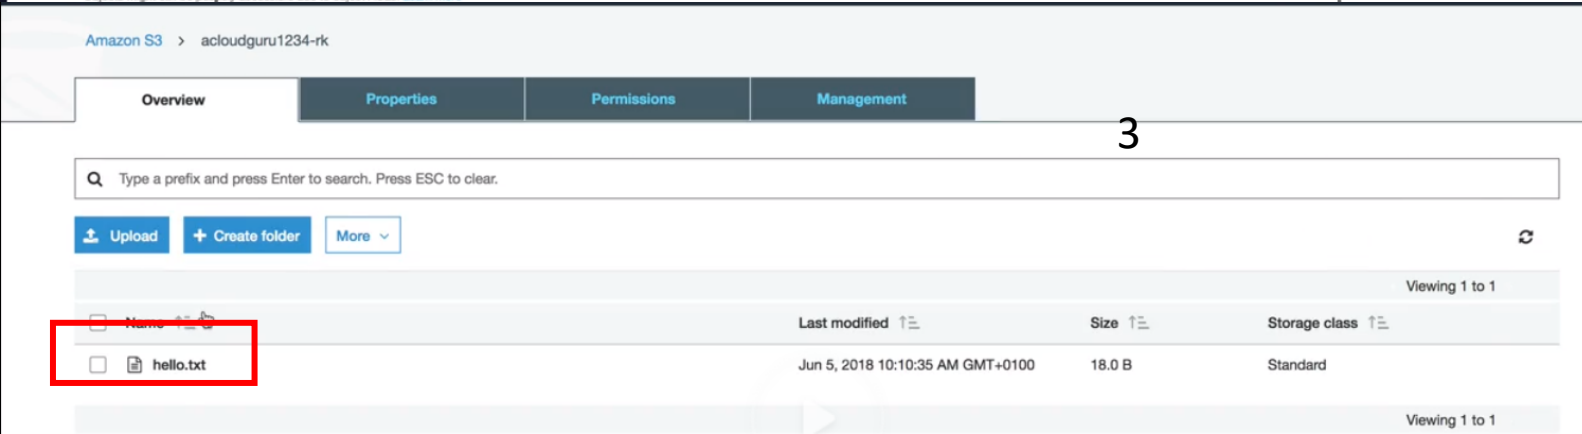 Amazon S3 > acloudguru1234-rk
Overview Properties Permissions Management
3
Type a prefix and press Enter to search. Press ESC to clear.
Upload + Create folder More
Viewing 1 to 1
Name Last modified Size Storage class
hello.txt Jun 5, 2018 10:10:35 AM GMT+0100 18.0 B Standard
Viewing 1 to 1